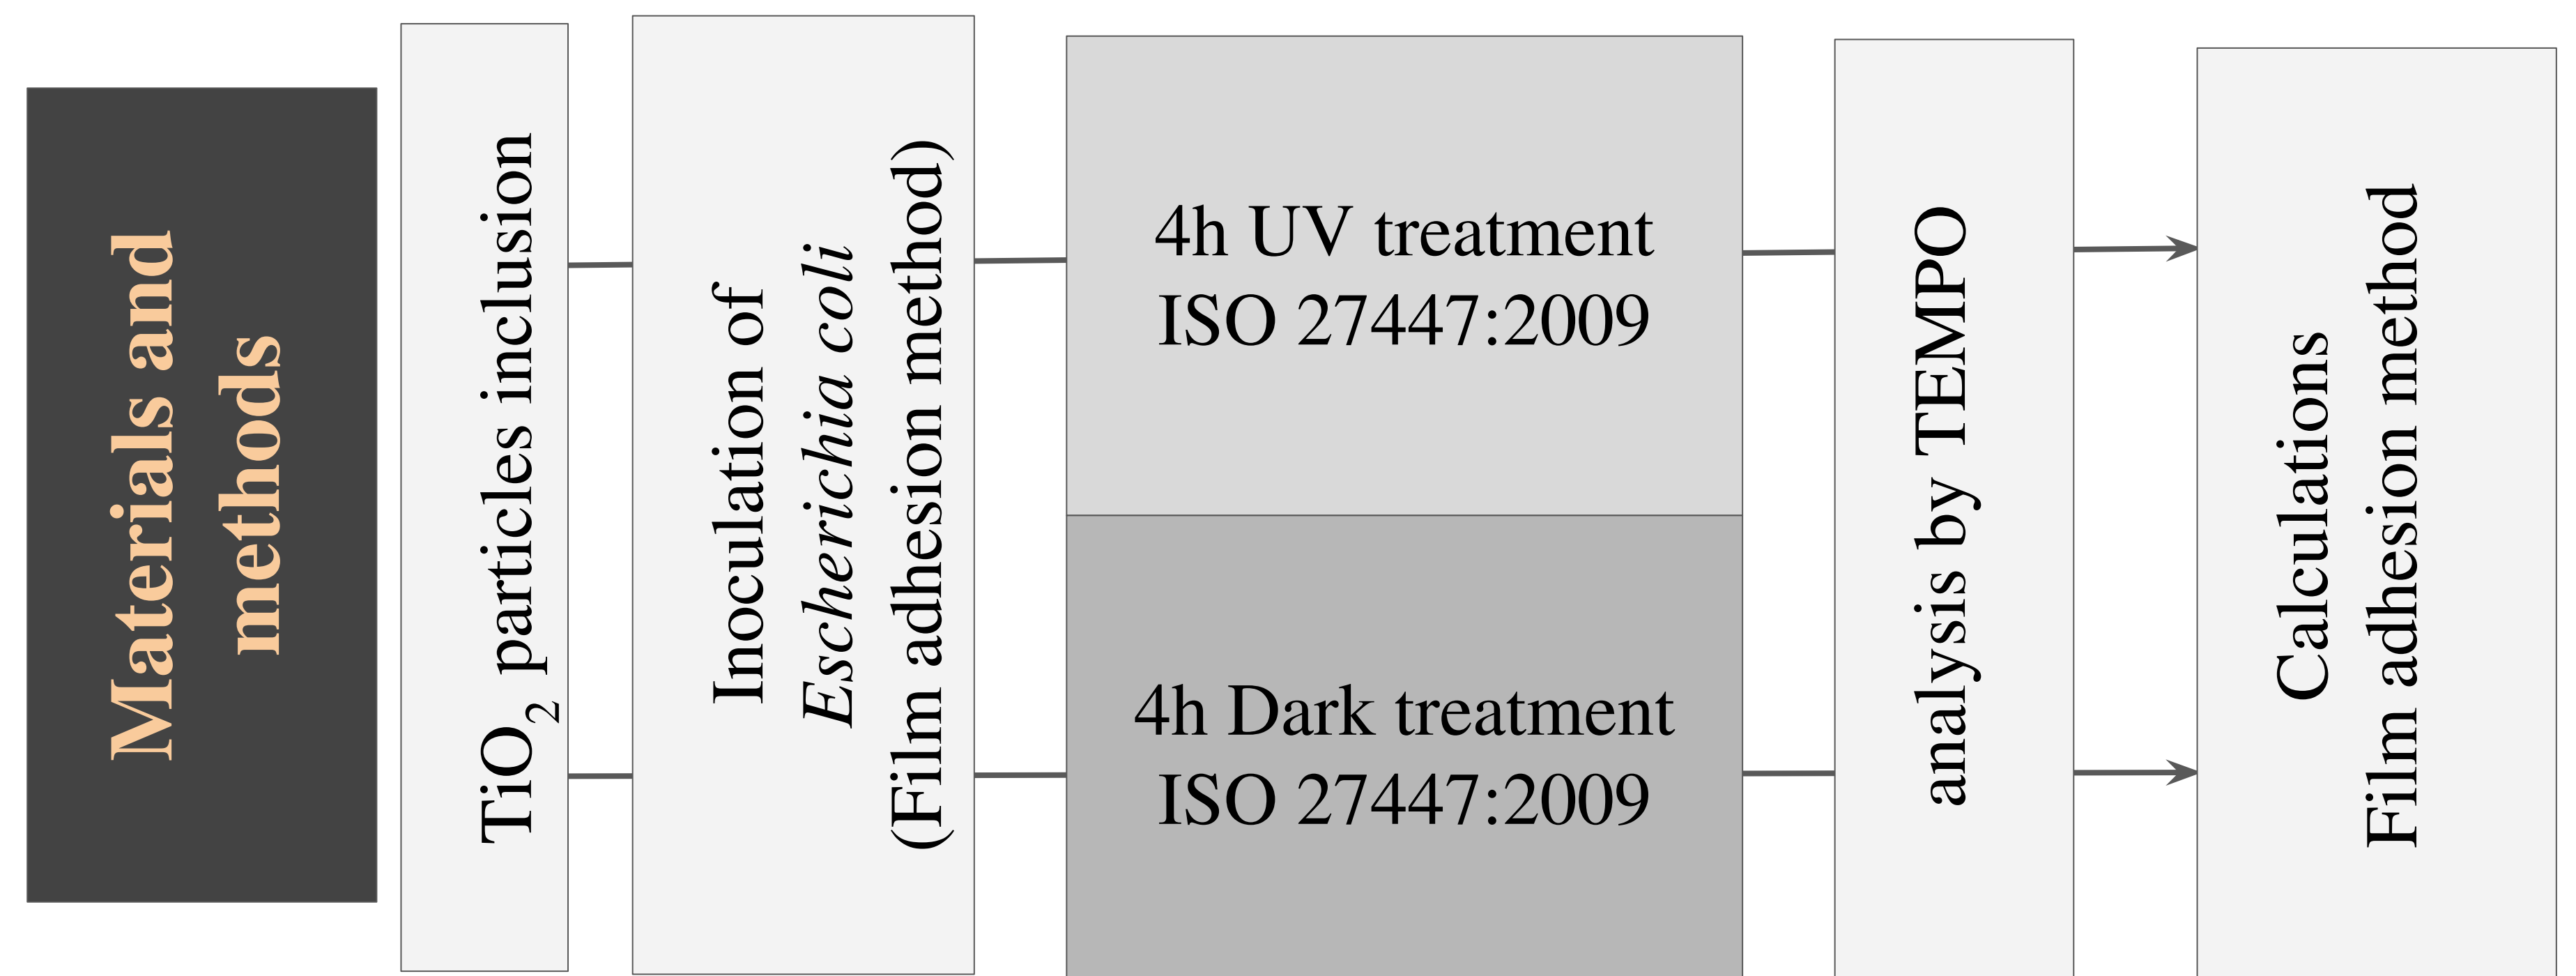 Materials and
methods
TiO₂ particles inclusion
Inoculation of
Escherichia coli
(Film adhesion method)
4h UV treatment
ISO 27447:2009
4h Dark treatment
ISO 27447:2009
analysis by TEMPO
Calculations
Film adhesion method